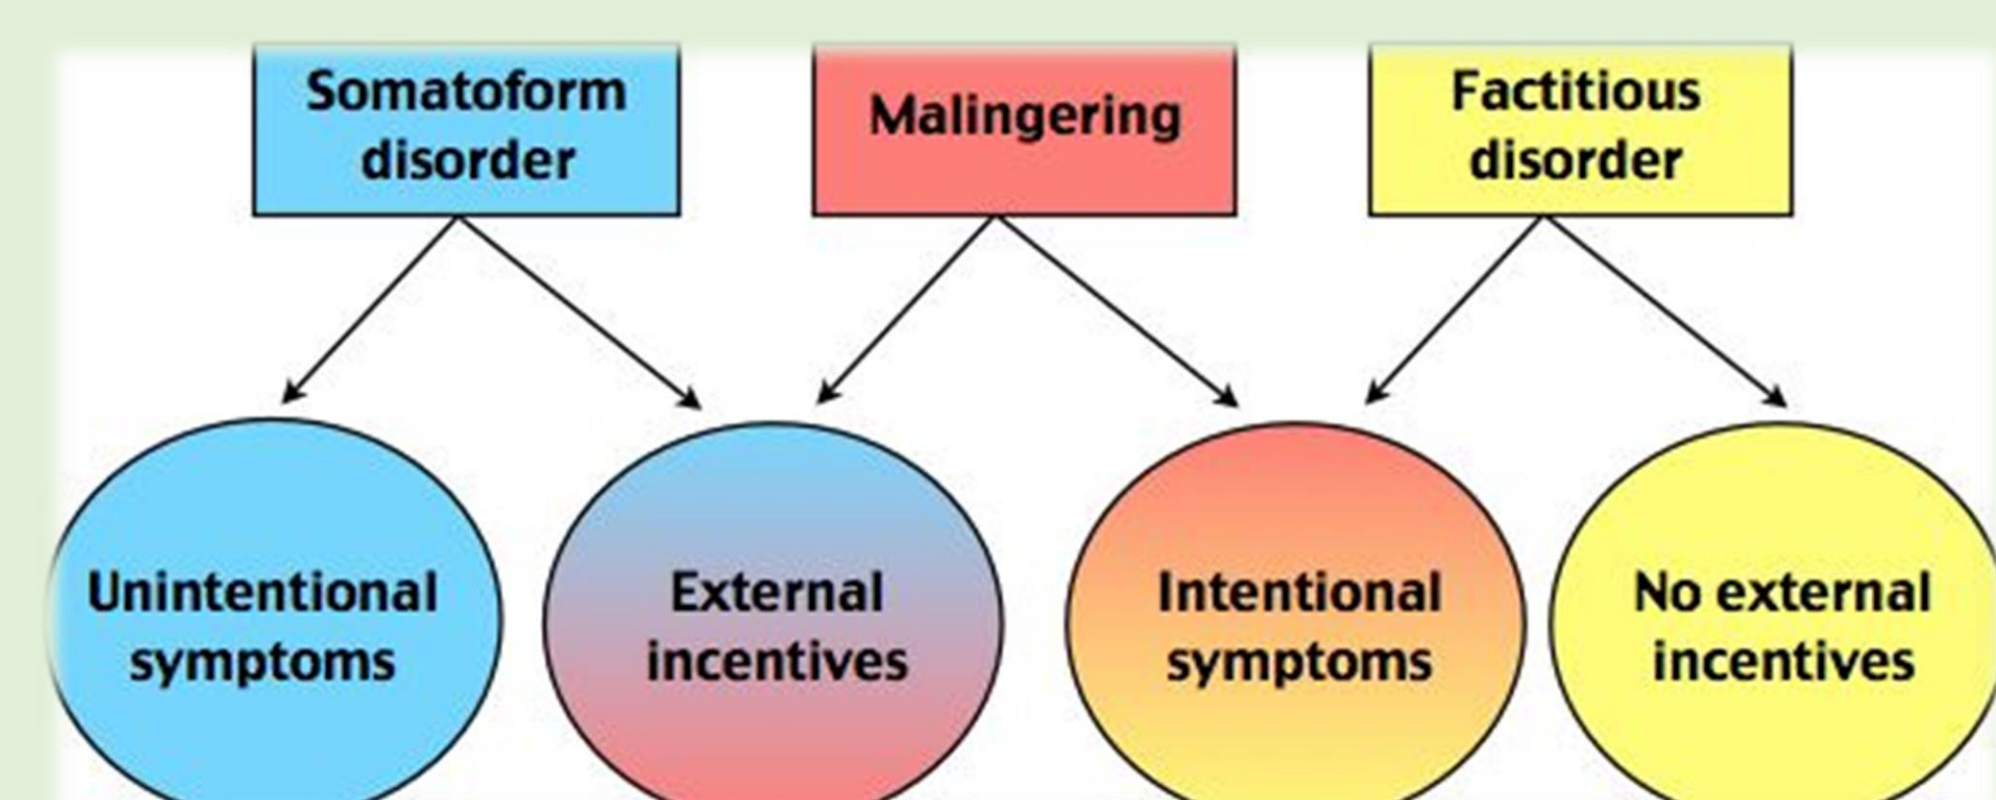 Somatoform
disorder
Malingering
Factitious
disorder
Unintentional
symptoms
External
incentives
Intentional
symptoms
No external
incentives